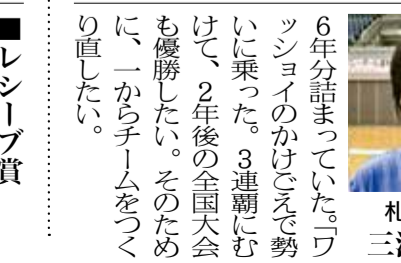 札
三
6年分詰まっていた。「ワ
ッショイのかけごえで勢
いに乗った。3連覇にむ
けて、2年後の全国大会
も優勝したい。そのため
に、一からチームをつく
り直したい。
■レシーブ賞